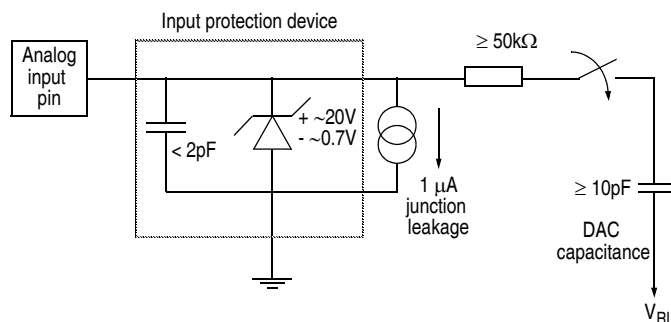 Input protection device
Analog
input
pin
≥ 50kΩ
+ ~20V
- ~0.7V
< 2pF
1 µA
junction
leakage
≥ 10pF
DAC
capacitance